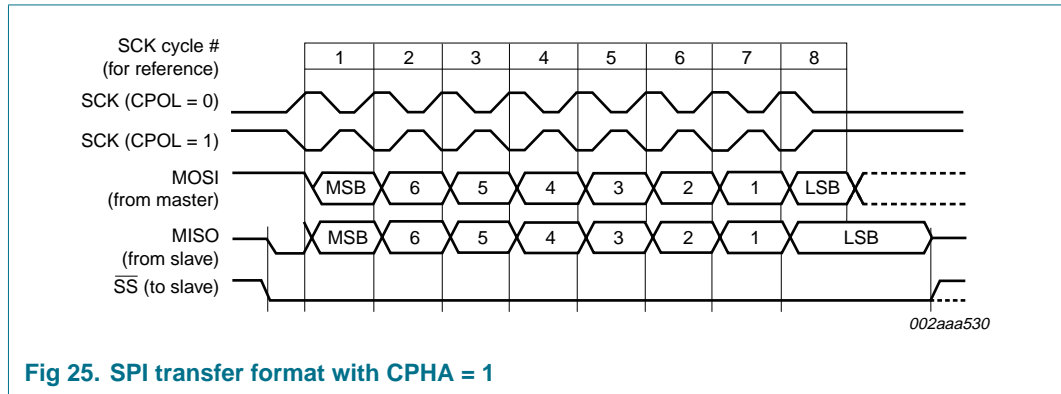 SCK cycle #
(for reference)
1 2 3 4 5 6 7 8
SCK (CPOL = 0)
SCK (CPOL = 1)
MOSI
(from master)
MSB 6 5 4 3 2 1 LSB
MISO
(from slave)
MSB 6 5 4 3 2 1 LSB
S̅S̅ (to slave)
002aaa530
Fig 25. SPI transfer format with CPHA = 1